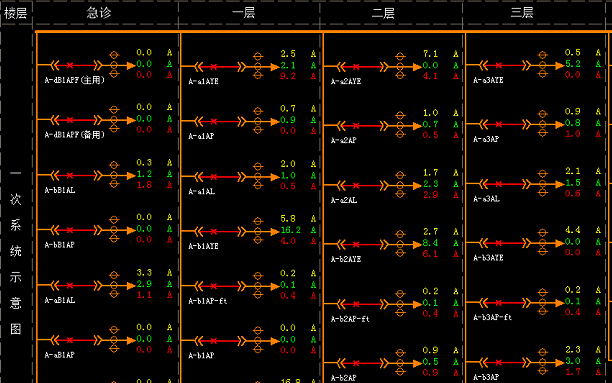 楼层 急诊 一层 二层 三层
一次系统示意图
0.0 A
0.0 A
0.0 A
A-dB1APF(主用)
0.0 A
0.0 A
0.0 A
A-dB1APF(备用)
0.3 A
1.2 A
1.8 A
A-bB1AL
0.0 A
0.0 A
0.0 A
A-bB1AP
3.3 A
2.9 A
1.1 A
A-aB1AL
0.0 A
0.0 A
0.0 A
A-aB1AP
2.5 A
2.1 A
9.2 A
A-a1AYE
0.7 A
0.9 A
0.0 A
A-a1AP
2.0 A
1.0 A
0.5 A
A-a1AL
5.8 A
16.2 A
4.0 A
A-b1AYE
0.2 A
0.1 A
0.4 A
A-b1AP-ft
0.0 A
0.0 A
0.0 A
A-b1AP
16.8 A
7.1 A
0.0 A
4.1 A
A-a2AYE
1.0 A
0.7 A
0.5 A
A-a2AP
1.7 A
2.3 A
2.9 A
A-a2AL
2.7 A
8.4 A
6.1 A
A-b2AYE
0.2 A
0.1 A
0.4 A
A-b2AP-ft
0.9 A
0.5 A
0.9 A
A-b2AP
0.5 A
5.2 A
0.0 A
A-a3AYE
0.9 A
0.8 A
1.0 A
A-a3AP
2.1 A
1.5 A
0.6 A
A-a3AL
4.4 A
0.0 A
0.0 A
A-b3AYE
0.2 A
0.1 A
0.4 A
A-b3AP-ft
2.3 A
3.0 A
1.7 A
A-b3AP